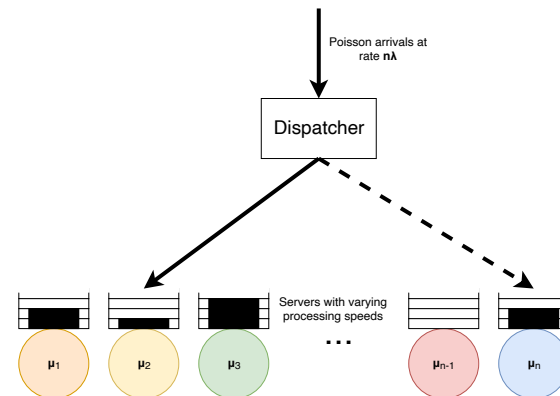 Poisson arrivals at
rate nλ
Dispatcher
Servers with varying
processing speeds
...
μ1 μ2 μ3 μn-1 μn